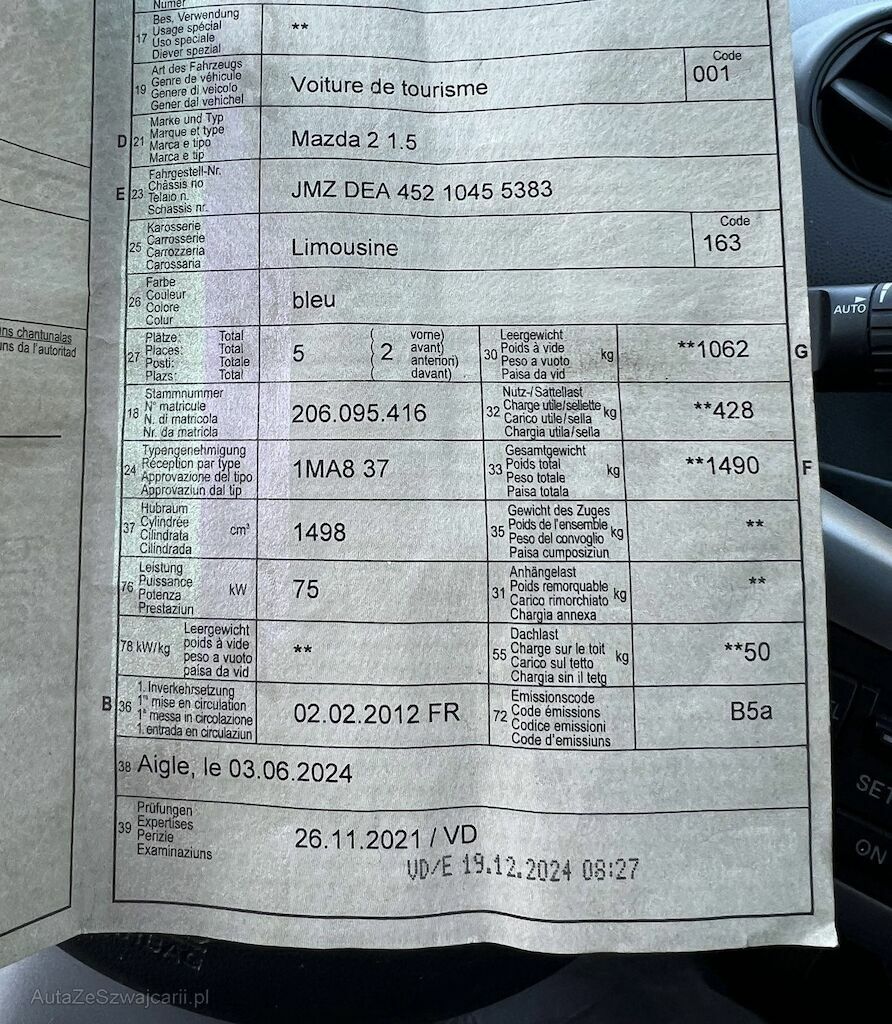 Numer
17 Bes. Verwendung
Usage spécial
Uso speciale
Diever spezial
**
19 Art des Fahrzeugs
Genre de véhicule
Genere di veicolo
Gener dal vehichel
Voiture de tourisme
Code
001
D 21 Marke und Typ
Marque et type
Marca e tipo
Marca e tip
Mazda 2 1.5
E 23 Fahrgestell-Nr.
Châssis no
Telaio n.
Schassis nr.
JMZ DEA 452 1045 5383
25 Karosserie
Carrosserie
Carrozzeria
Carossaria
Limousine
Code
163
26 Farbe
Couleur
Colore
Colur
bleu
ns chantunalas
uns da l'autoritad
27 Plätze: Total
Places: Total
Posti: Totale
Plazs: Total
5
( 2 vorne)
avant)
anteriori)
davant)
30 Leergewicht
Poids à vide
Peso a vuoto
Paisa da vid
kg
**1062
G
18 Stammnummer
N° matricule
N. di matricola
Nr. da matricla
206.095.416
32 Nutz-/Sattellast
Charge utile/sellette
Carico utile/sella
Chargia utila/sella
kg
**428
24 Typengenehmigung
Réception par type
Approvazione del tipo
Approvaziun dal tip
1MA8 37
33 Gesamtgewicht
Poids total
Peso totale
Paisa totala
kg
**1490
F
37 Hubraum
Cylindrée
Cilindrata
Cilindrada
cm³
1498
35 Gewicht des Zuges
Poids de l'ensemble
Peso del convoglio
Paisa cumposiziun
kg
**
76 Leistung
Puissance
Potenza
Prestaziun
kW
75
31 Anhängelast
Poids remorquable
Carico rimorchiato
Chargia annexa
kg
**
78 kW/kg
Leergewicht
poids à vide
peso a vuoto
paisa da vid
**
55 Dachlast
Charge sur le toit
Carico sul tetto
Chargia sin il tetg
kg
**50
B 36 1. Inverkehrsetzung
1re mise en circulation
1a messa in circolazione
1. entrada en circulaziun
02.02.2012 FR
72 Emissionscode
Code émissions
Codice emissioni
Code d'emissiuns
B5a
38 Aigle, le 03.06.2024
39 Prüfungen
Expertises
Perizie
Examinaziuns
26.11.2021 / VD
VD/E 19.12.2024 08:27
AUTO
SET
ON
AutaZeSzwajcarii.pl